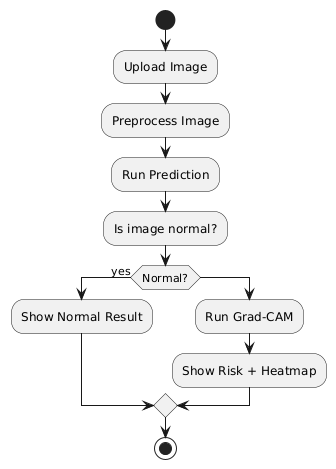 Upload Image
Preprocess Image
Run Prediction
Is image normal?
yes
Normal?
Show Normal Result
Run Grad-CAM
Show Risk + Heatmap